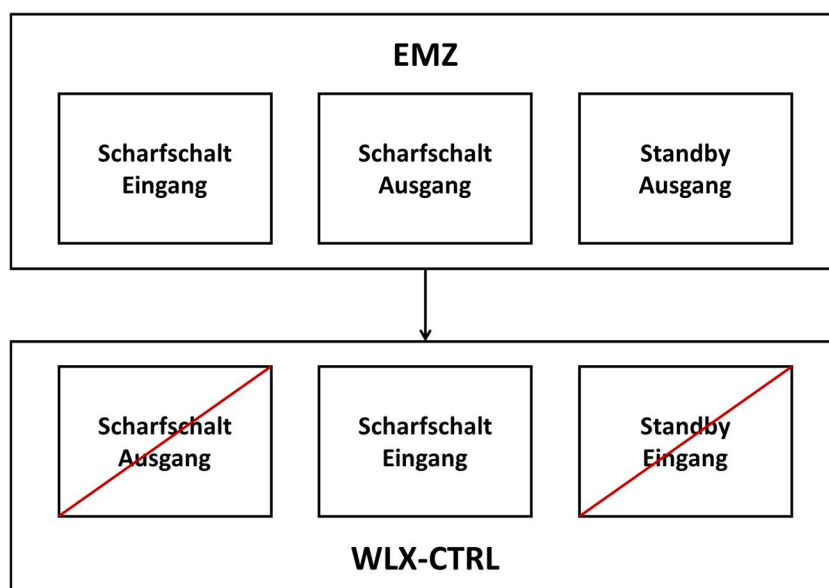 EMZ
Scharfschalt
Eingang
Scharfschalt
Ausgang
Standby
Ausgang
Scharfschalt
Ausgang
Scharfschalt
Eingang
Standby
Eingang
WLX-CTRL